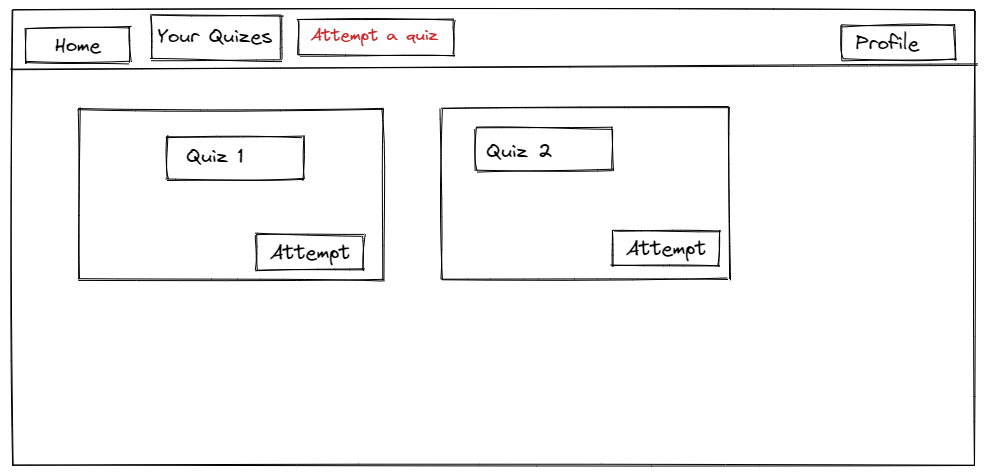 Home
Your Quizes
Attempt a quiz
Profile
Quiz 1
Quiz 2
Attempt
Attempt